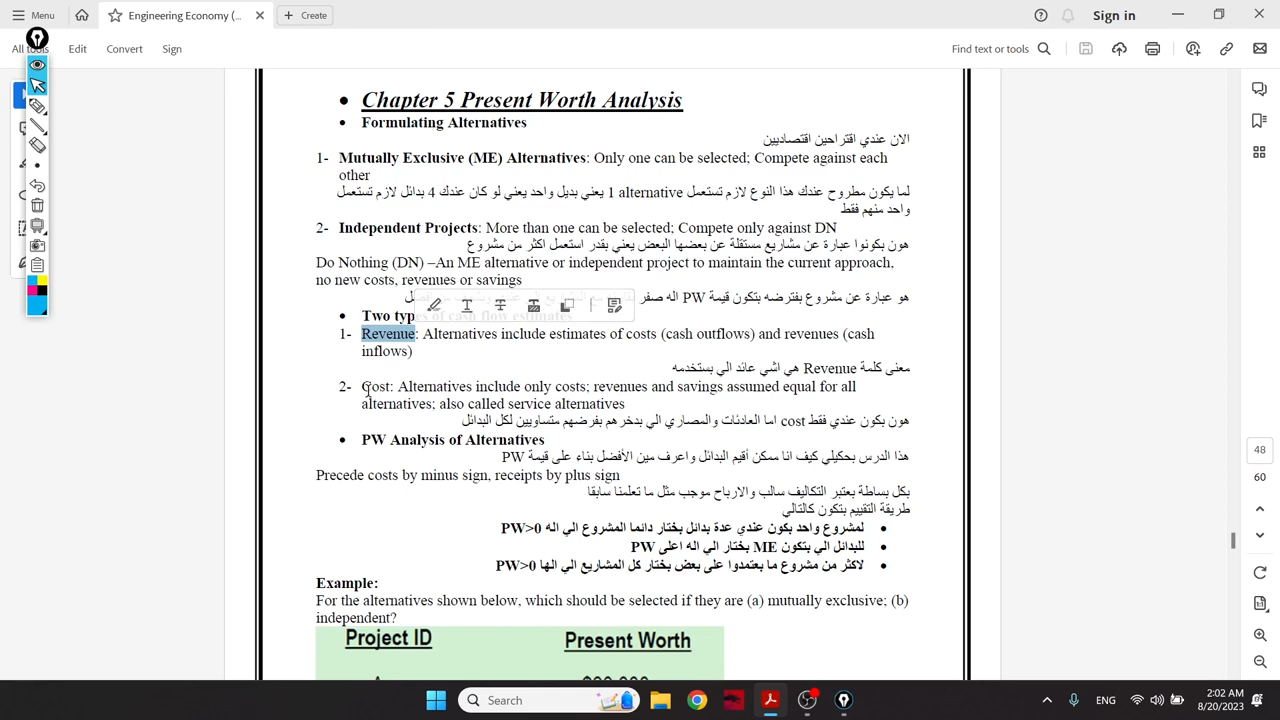 Menu
Engineering Economy (...
Create
Sign in
All tools
Edit
Convert
Sign
Find text or tools
• Chapter 5 Present Worth Analysis
• Formulating Alternatives
الان عندي اقتراحين اقتصاديين
1- Mutually Exclusive (ME) Alternatives: Only one can be selected; Compete against each
other
لما يكون مطروح عندك هذا النوع لازم تستعمل 1 alternative يعني بديل واحد يعني لو كان عندك 4 بدائل لازم تستعمل
واحد منهم فقط
2- Independent Projects: More than one can be selected; Compete only against DN
هون بكونوا عبارة عن مشاريع مستقلة عن بعضها البعض يعني بقدر استعمل اكثر من مشروع
Do Nothing (DN) –An ME alternative or independent project to maintain the current approach,
no new costs, revenues or savings
هو عبارة عن مشروع بفترضه بتكون قيمة PW اله صفر
• Two types of cash flow estimates
1- Revenue: Alternatives include estimates of costs (cash outflows) and revenues (cash
inflows)
معنى كلمة Revenue هي اشي عائد الي بستخدمه
2- Cost: Alternatives include only costs; revenues and savings assumed equal for all
alternatives; also called service alternatives
هون بكون عندي فقط cost اما العادئات والمصاري الي بدخرهم بفرضهم متساويين لكل البدائل
• PW Analysis of Alternatives
هذا الدرس بحكيلي كيف انا ممكن أقيم البدائل واعرف مين الأفضل بناء على قيمة PW
Precede costs by minus sign, receipts by plus sign
بكل بساطة بعتبر التكاليف سالب والارباح موجب مثل ما تعلمنا سابقا
طريقة التقييم بتكون كالتالي
• لمشروع واحد بكون عندي عدة بدائل بختار دائما المشروع الي اله PW>0
• للبدائل الي بتكون ME بختار الي اله اعلى PW
• لاكثر من مشروع ما بعتمدوا على بعض بختار كل المشاريع الي الها PW>0
Example:
For the alternatives shown below, which should be selected if they are (a) mutually exclusive; (b)
independent?
Project ID Present Worth
48
60
Search
ENG
2:02 AM
8/20/2023